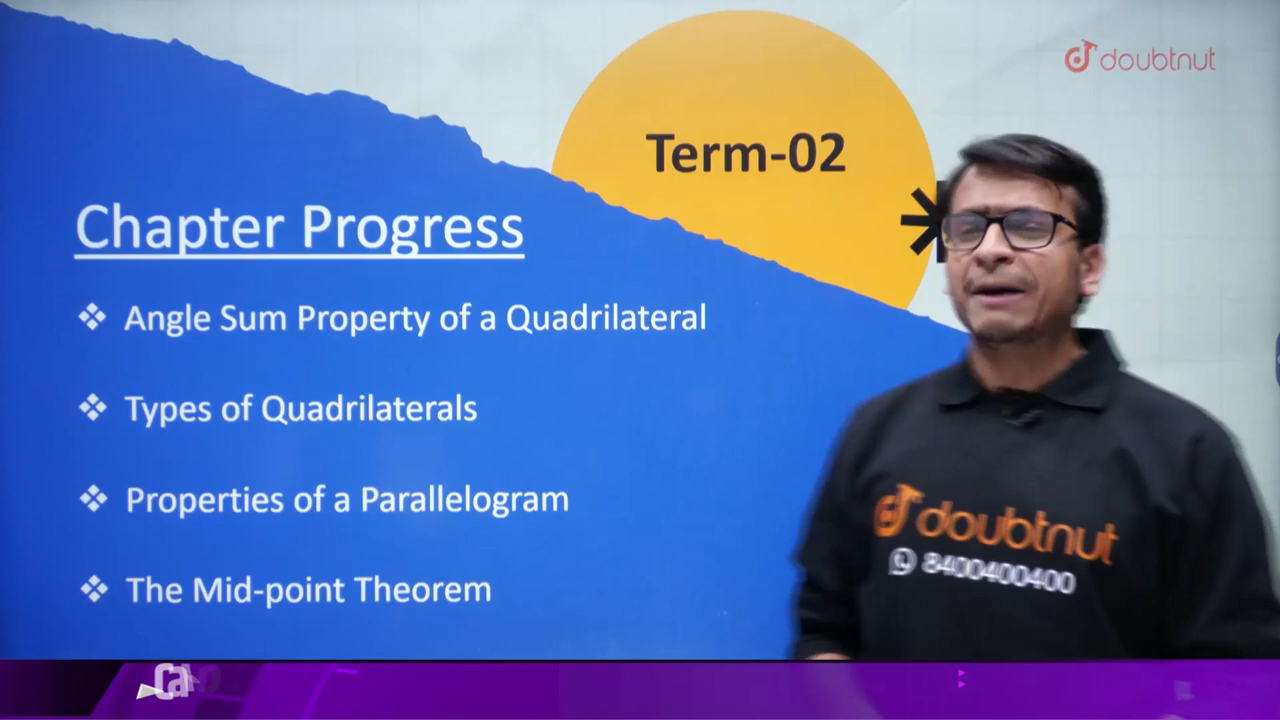 doubtnut
Term-02
Chapter Progress
Angle Sum Property of a Quadrilateral
Types of Quadrilaterals
Properties of a Parallelogram
The Mid-point Theorem
doubtnut
8400400400